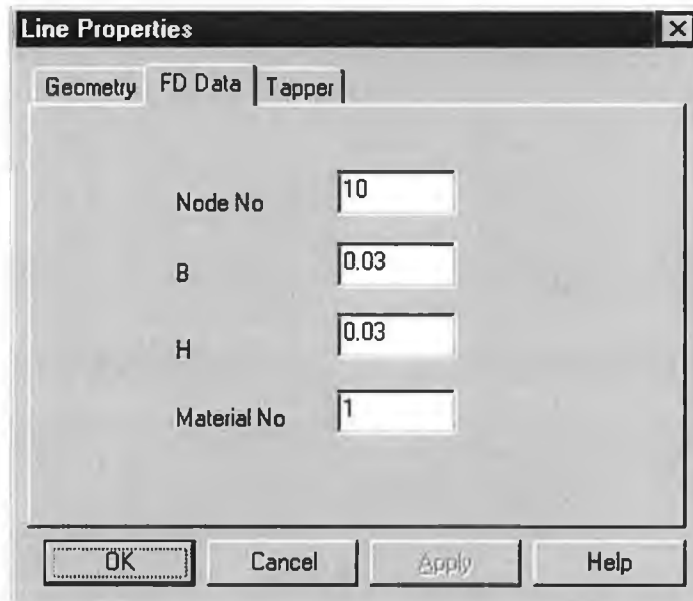 Line Properties
Geometry FD Data Tapper
Node No 10
B 0.03
H 0.03
Material No 1
OK Cancel Apply Help